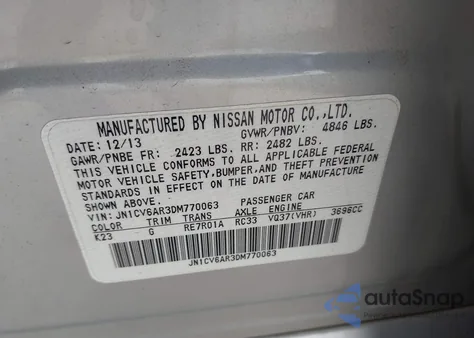 MANUFACTURED BY NISSAN MOTOR CO.,LTD.
DATE: 12/13 GVWR/PNBV: 4846 LBS.
GAWR/PNBE FR: 2423 LBS. RR: 2482 LBS.
THIS VEHICLE CONFORMS TO ALL APPLICABLE FEDERAL
MOTOR VEHICLE SAFETY,BUMPER,AND THEFT PREVENTION
STANDARDS IN EFFECT ON THE DATE OF MANUFACTURE
SHOWN ABOVE.
VIN: JN1CV6AR3DM770063 PASSENGER CAR
COLOR TRIM TRANS AXLE ENGINE
K23 G RE7R01A RC33 VQ37(VHR) 3696CC
JN1CV6AR3DM770063
autoSnap